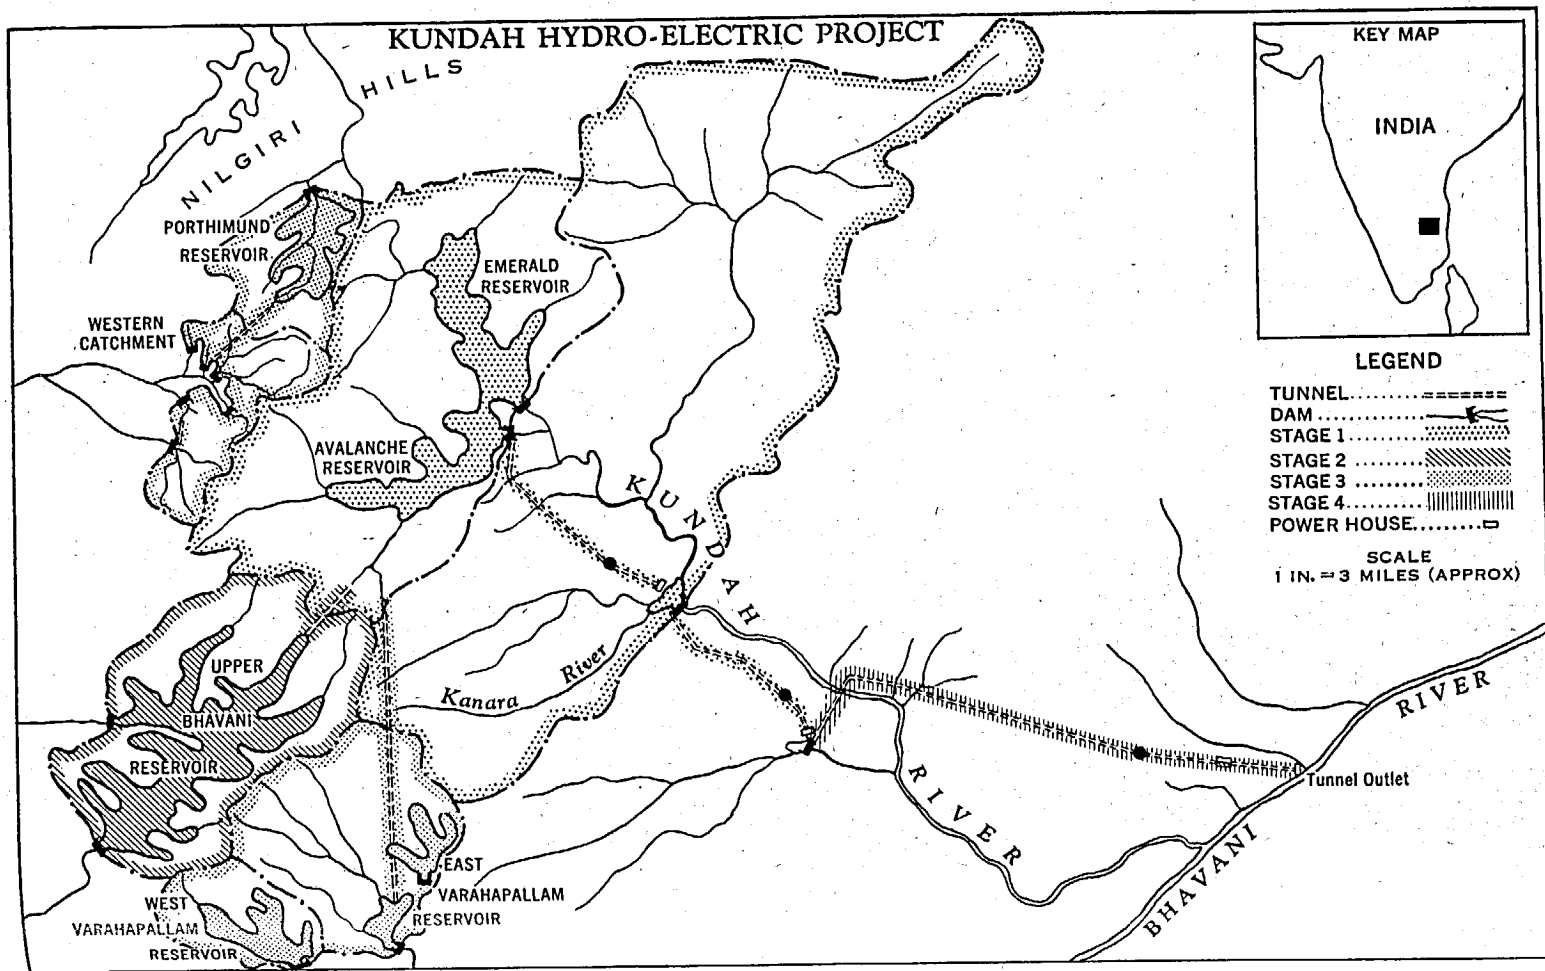 KUNDAH HYDRO-ELECTRIC PROJECT
NILGIRI HILLS
PORTHIMUND
RESERVOIR
WESTERN
CATCHMENT
EMERALD
RESERVOIR
AVALANCHE
RESERVOIR
KUNDAH
RIVER
Kanara River
UPPER
BHAVANI
RESERVOIR
EAST
VARAHAPALLAM
RESERVOIR
WEST
VARAHAPALLAM
RESERVOIR
Tunnel Outlet
BHAVANI
RIVER
KEY MAP
INDIA
LEGEND
TUNNEL
DAM
STAGE 1
STAGE 2
STAGE 3
STAGE 4
POWER HOUSE
SCALE
1 IN. = 3 MILES (APPROX)